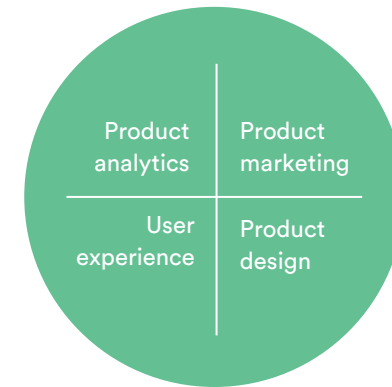 Product
analytics
Product
marketing
User
experience
Product
design